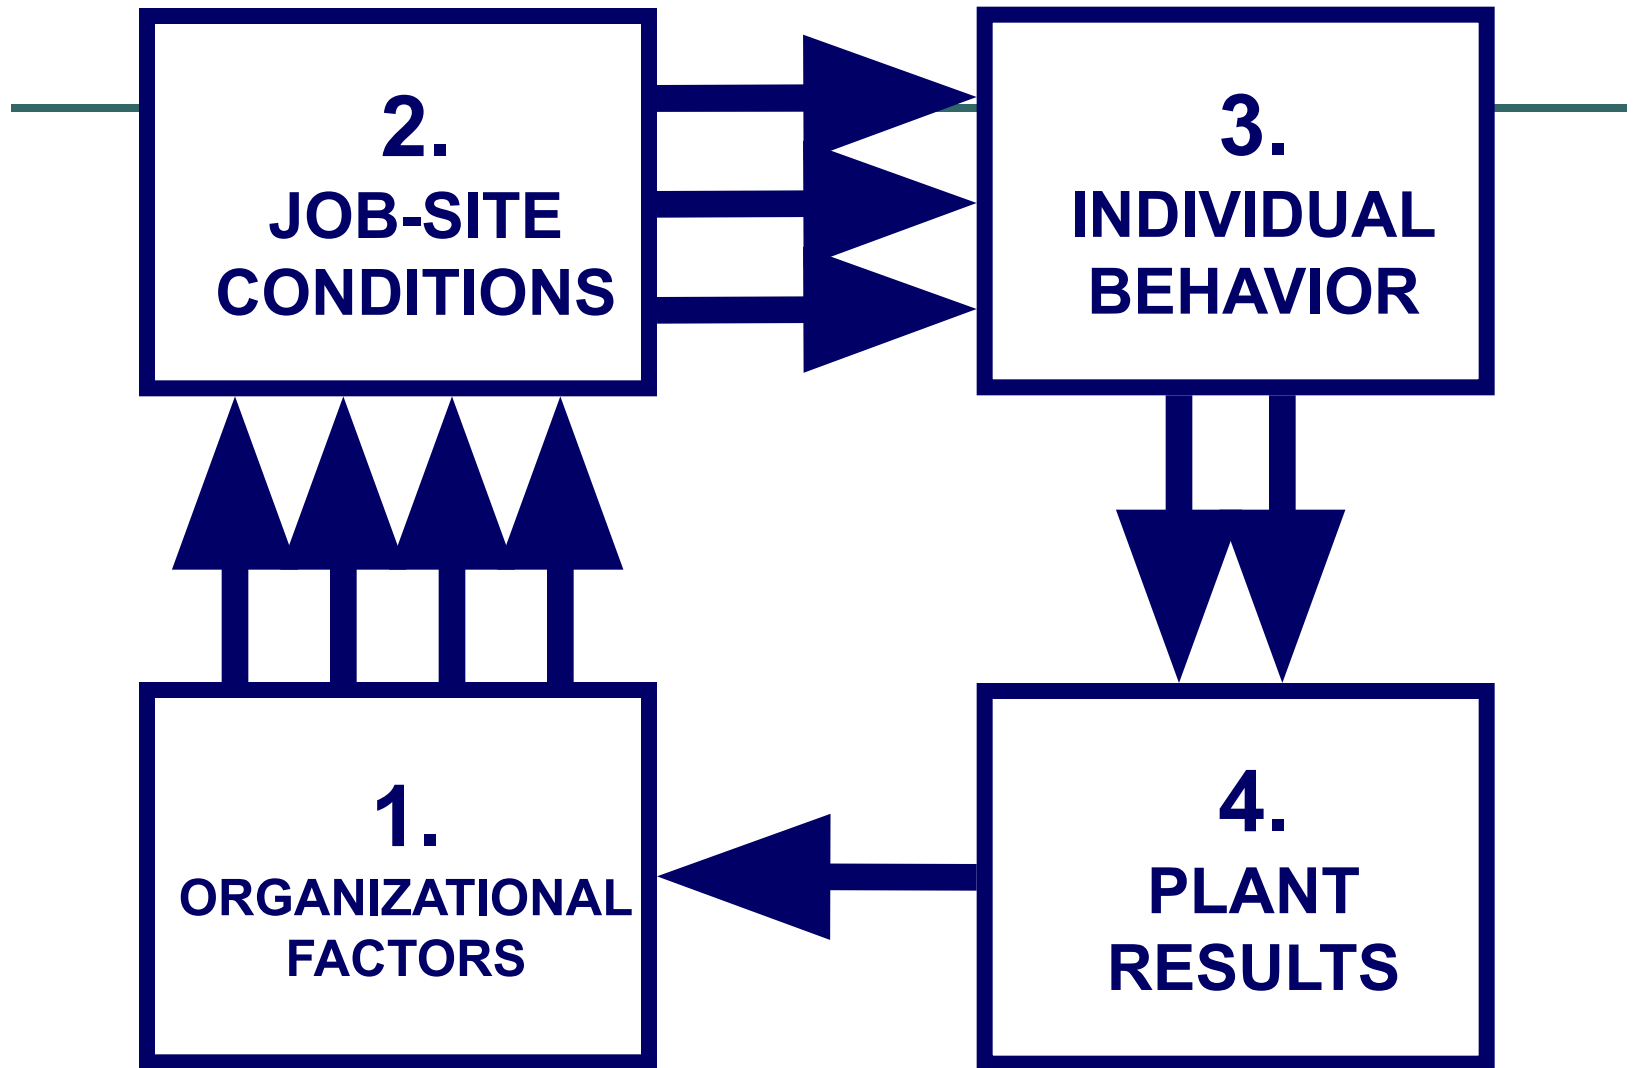 2.
JOB-SITE
CONDITIONS
3.
INDIVIDUAL
BEHAVIOR
1.
ORGANIZATIONAL
FACTORS
4.
PLANT
RESULTS